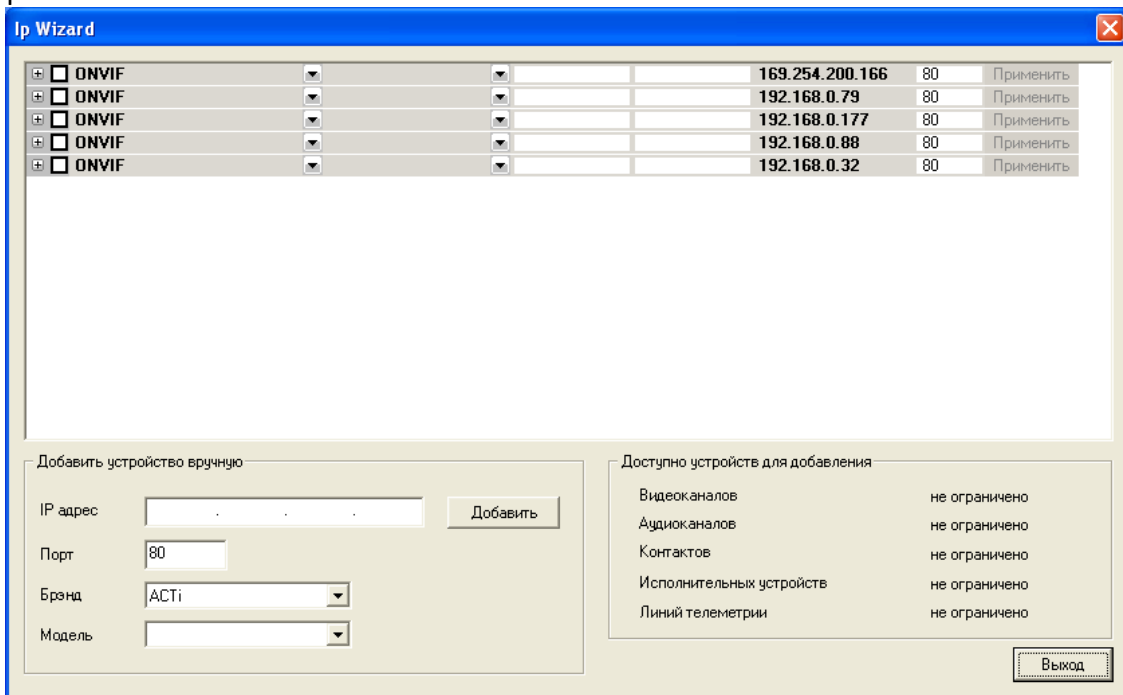 Ip Wizard
ONVIF 169.254.200.166 80 Применить
ONVIF 192.168.0.79 80 Применить
ONVIF 192.168.0.177 80 Применить
ONVIF 192.168.0.88 80 Применить
ONVIF 192.168.0.32 80 Применить
Добавить устройство вручную
IP адрес . . . Добавить
Порт 80
Брэнд ACTi
Модель
Доступно устройств для добавления
Видеоканалов не ограничено
Аудиоканалов не ограничено
Контактов не ограничено
Исполнительных устройств не ограничено
Линий телеметрии не ограничено
Выход